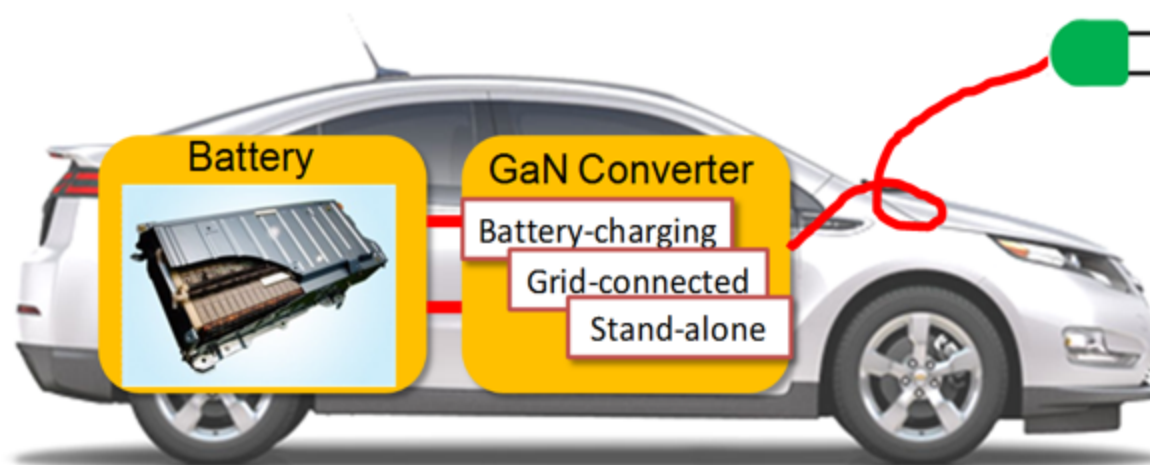 Battery
GaN Converter
Battery-charging
Grid-connected
Stand-alone